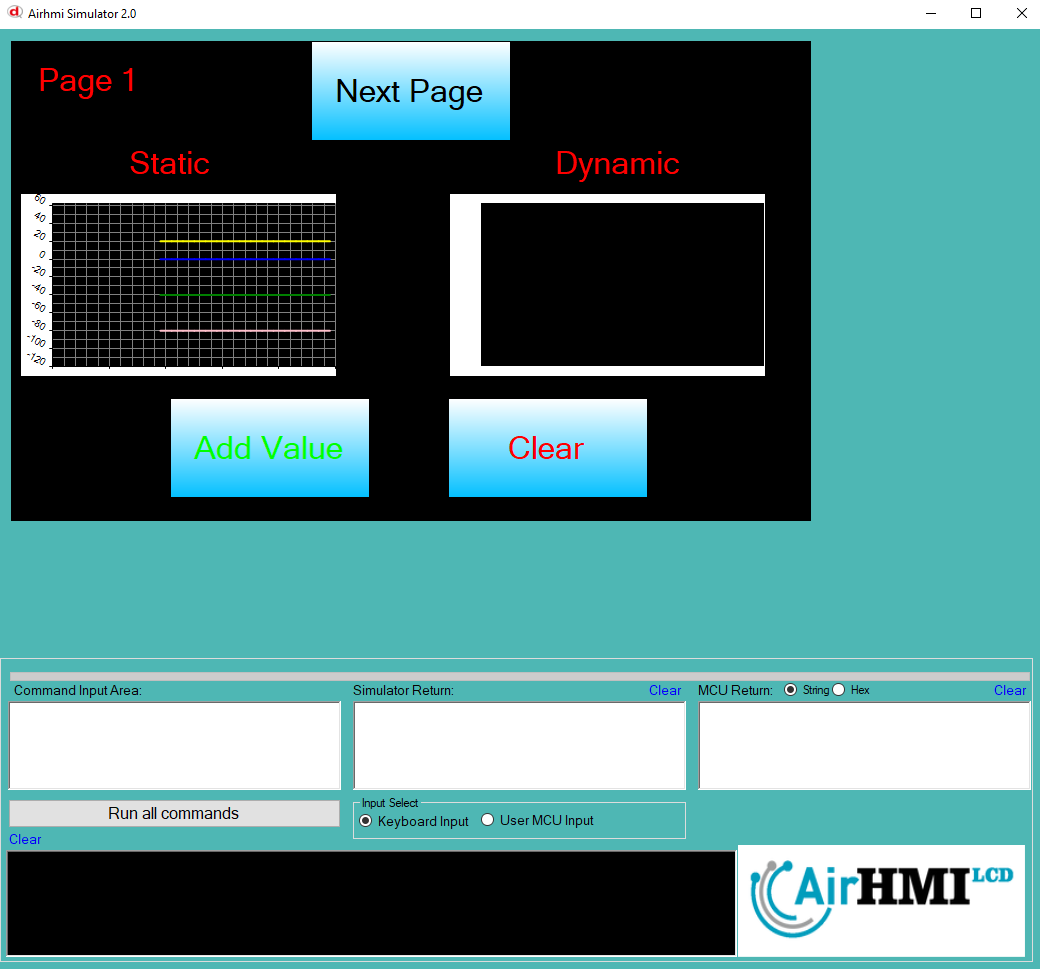 Airhmi Simulator 2.0
Page 1
Next Page
Static
Dynamic
60
40
20
0
-20
-40
-60
-80
-100
-120
Add Value
Clear
Command Input Area:
Simulator Return:
Clear
MCU Return:
String
Hex
Clear
Run all commands
Input Select
Keyboard Input
User MCU Input
Clear
AirHMI LCD